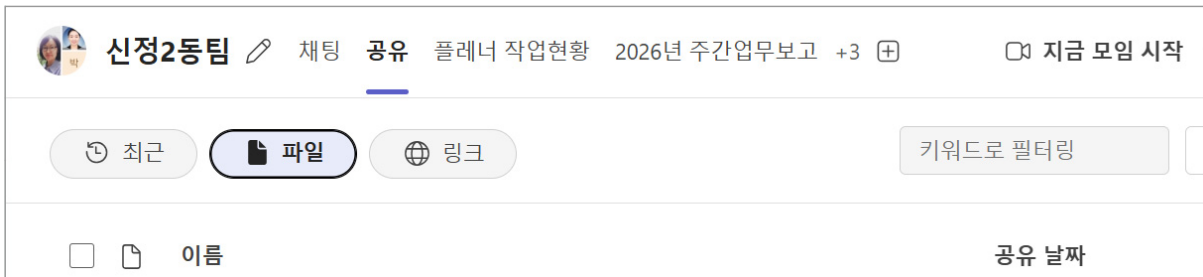 신정2동팀 채팅 공유 플래너 작업현황 2026년 주간업무보고 +3 지금 모임 시작
최근 파일 링크 키워드로 필터링
이름 공유 날짜